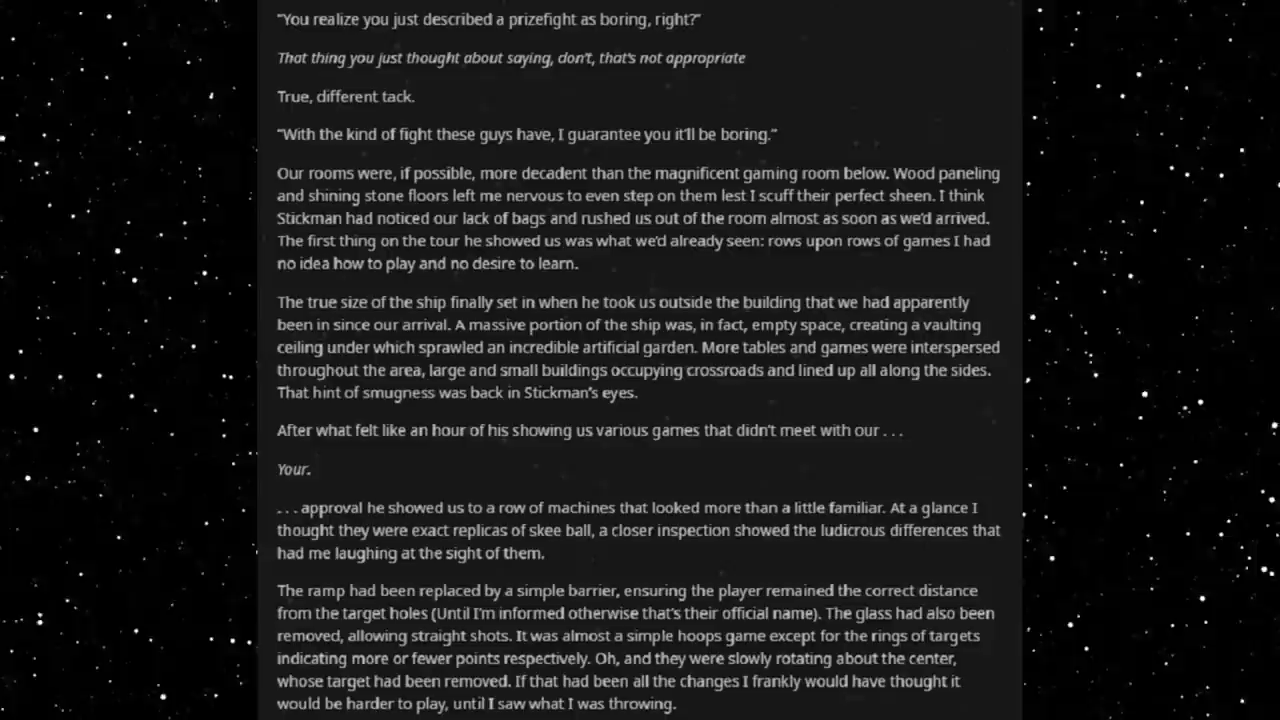 "You realize you just described a prizefight as boring, right?"
That thing you just thought about saying, don't, that's not appropriate
True, different tack.
"With the kind of fight these guys have, I guarantee you it'll be boring."
Our rooms were, if possible, more decadent than the magnificent gaming room below. Wood paneling
and shining stone floors left me nervous to even step on them lest I scuff their perfect sheen. I think
Stickman had noticed our lack of bags and rushed us out of the room almost as soon as we'd arrived.
The first thing on the tour he showed us was what we'd already seen: rows upon rows of games I had
no idea how to play and no desire to learn.
The true size of the ship finally set in when he took us outside the building that we had apparently
been in since our arrival. A massive portion of the ship was, in fact, empty space, creating a vaulting
ceiling under which sprawled an incredible artificial garden. More tables and games were interspersed
throughout the area, large and small buildings occupying crossroads and lined up all along the sides.
That hint of smugness was back in Stickman's eyes.
After what felt like an hour of his showing us various games that didn't meet with our . . .
Your.
. . . approval he showed us to a row of machines that looked more than a little familiar. At a glance I
thought they were exact replicas of skee ball, a closer inspection showed the ludicrous differences that
had me laughing at the sight of them.
The ramp had been replaced by a simple barrier, ensuring the player remained the correct distance
from the target holes (Until I'm informed otherwise that's their official name). The glass had also been
removed, allowing straight shots. It was almost a simple hoops game except for the rings of targets
indicating more or fewer points respectively. Oh, and they were slowly rotating about the center,
whose target had been removed. If that had been all the changes I frankly would have thought it
would be harder to play, until I saw what I was throwing.